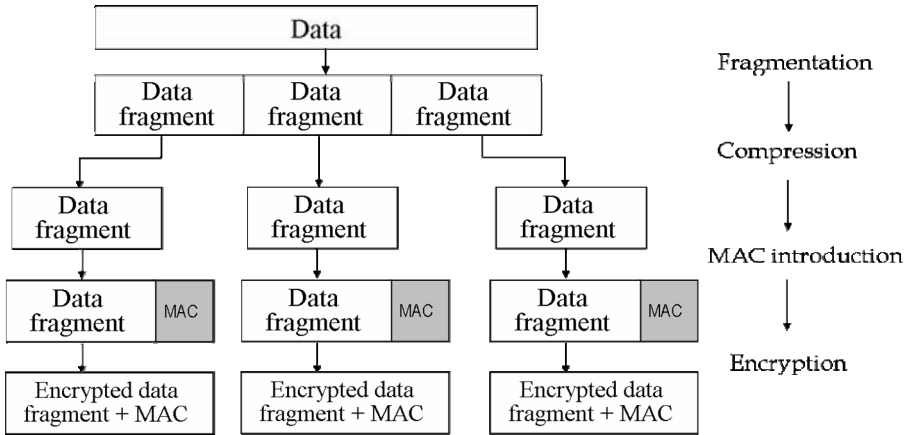 Data
Data
fragment
Data
fragment
Data
fragment
Data
fragment
Data
fragment
Data
fragment
Data
fragment
MAC
Data
fragment
MAC
Data
fragment
MAC
Encrypted data
fragment + MAC
Encrypted data
fragment + MAC
Encrypted data
fragment + MAC
Fragmentation
Compression
MAC introduction
Encryption